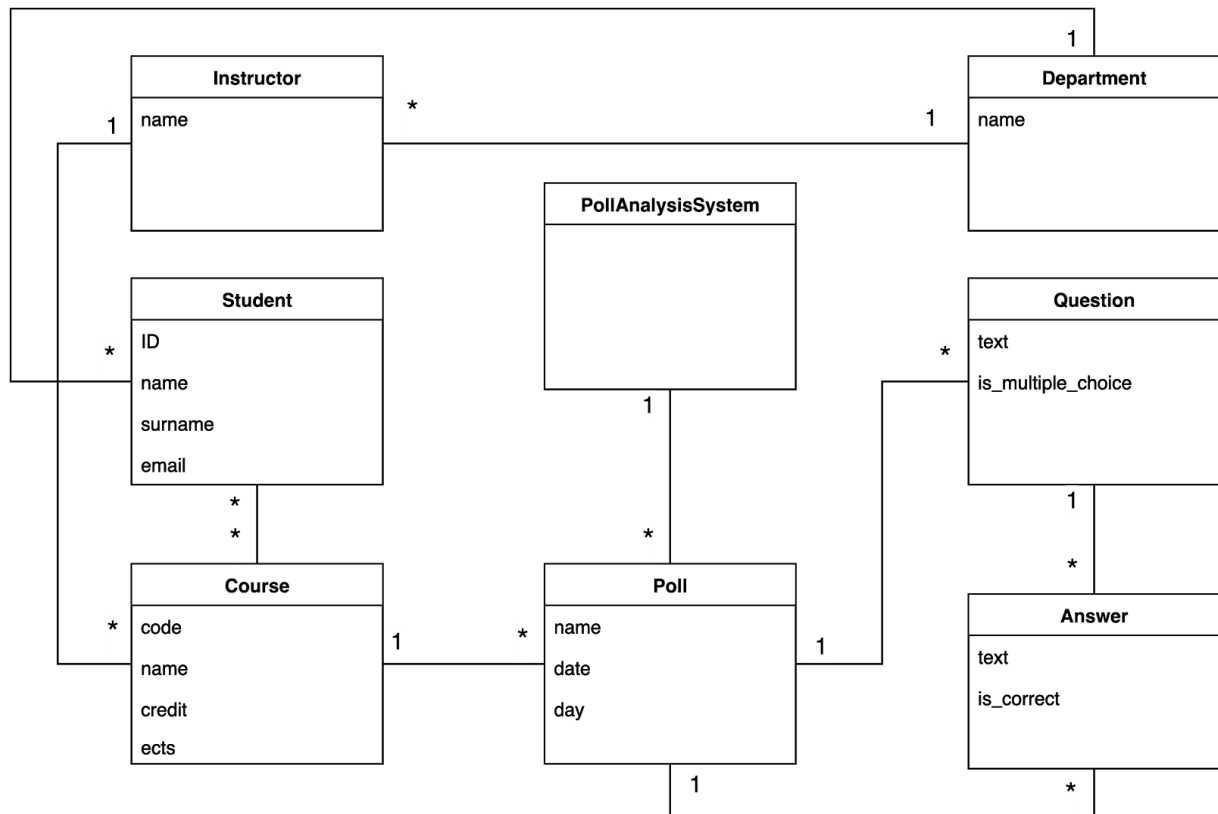 1
Instructor
Department
name
*
1
1
name
PollAnalysisSystem
Student
Question
ID
text
*
*
name
is_multiple_choice
1
surname
email
*
1
*
*
*
Course
Poll
Answer
code
name
*
*
1
1
text
name
date
credit
day
is_correct
ects
1
*